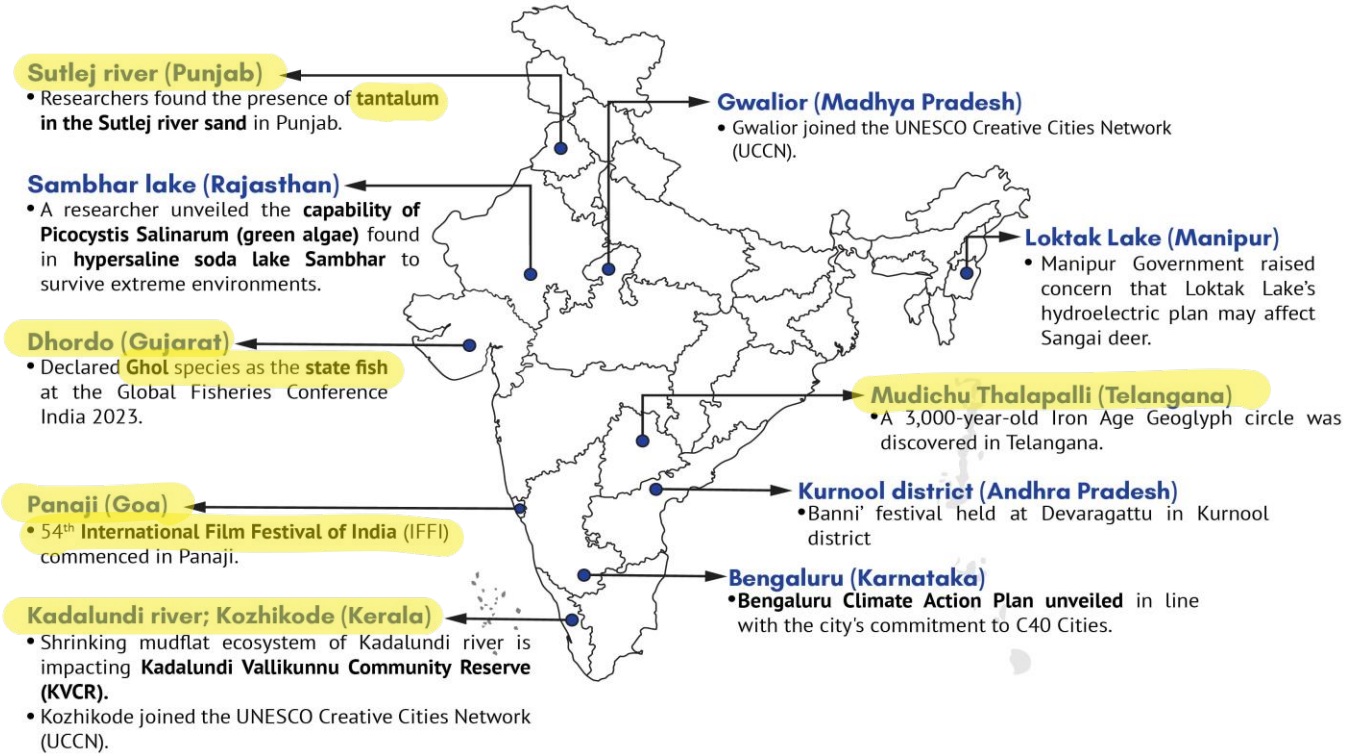 Sutlej river (Punjab)
• Researchers found the presence of tantalum
in the Sutlej river sand in Punjab.
Sambhar lake (Rajasthan)
• A researcher unveiled the capability of
Picocystis Salinarum (green algae) found
in hypersaline soda lake Sambhar to
survive extreme environments.
Dhordo (Gujarat)
• Declared Ghol species as the state fish
at the Global Fisheries Conference
India 2023.
Panaji (Goa)
• 54th International Film Festival of India (IFFI)
commenced in Panaji.
Kadalundi river; Kozhikode (Kerala)
• Shrinking mudflat ecosystem of Kadalundi river is
impacting Kadalundi Vallikunnu Community Reserve
(KVCR).
• Kozhikode joined the UNESCO Creative Cities Network
(UCCN).
Gwalior (Madhya Pradesh)
• Gwalior joined the UNESCO Creative Cities Network
(UCCN).
Loktak Lake (Manipur)
• Manipur Government raised
concern that Loktak Lake's
hydroelectric plan may affect
Sangai deer.
Mudichu Thalapalli (Telangana)
• A 3,000-year-old Iron Age Geoglyph circle was
discovered in Telangana.
Kurnool district (Andhra Pradesh)
• Banni' festival held at Devaragattu in Kurnool
district
Bengaluru (Karnataka)
• Bengaluru Climate Action Plan unveiled in line
with the city's commitment to C40 Cities.